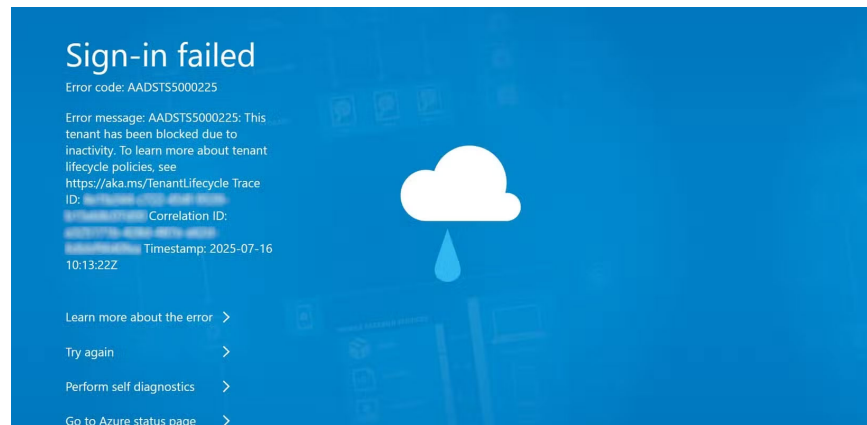 Sign-in failed
Error code: AADSTS5000225
Error message: AADSTS5000225: This
tenant has been blocked due to
inactivity. To learn more about tenant
lifecycle policies, see
https://aka.ms/TenantLifecycle Trace
ID:
Correlation ID:
Timestamp: 2025-07-16
10:13:22Z
Learn more about the error
Try again
Perform self diagnostics
Go to Azure status page